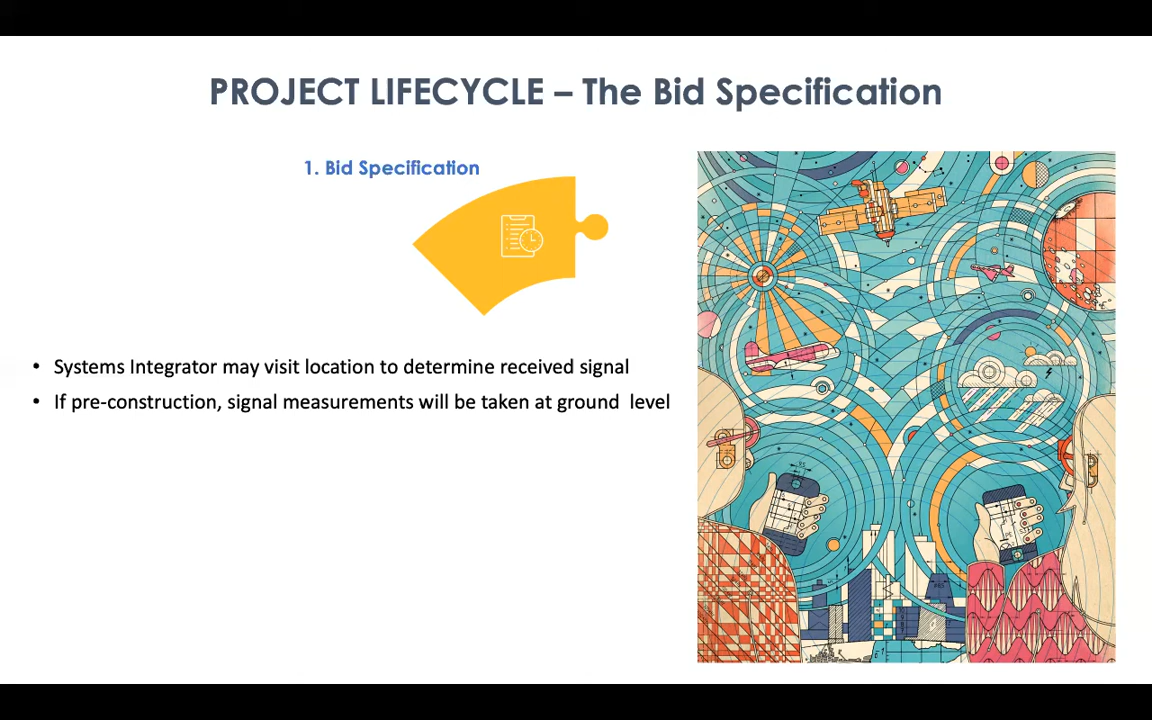 PROJECT LIFECYCLE – The Bid Specification
1. Bid Specification
• Systems Integrator may visit location to determine received signal
• If pre-construction, signal measurements will be taken at ground  level